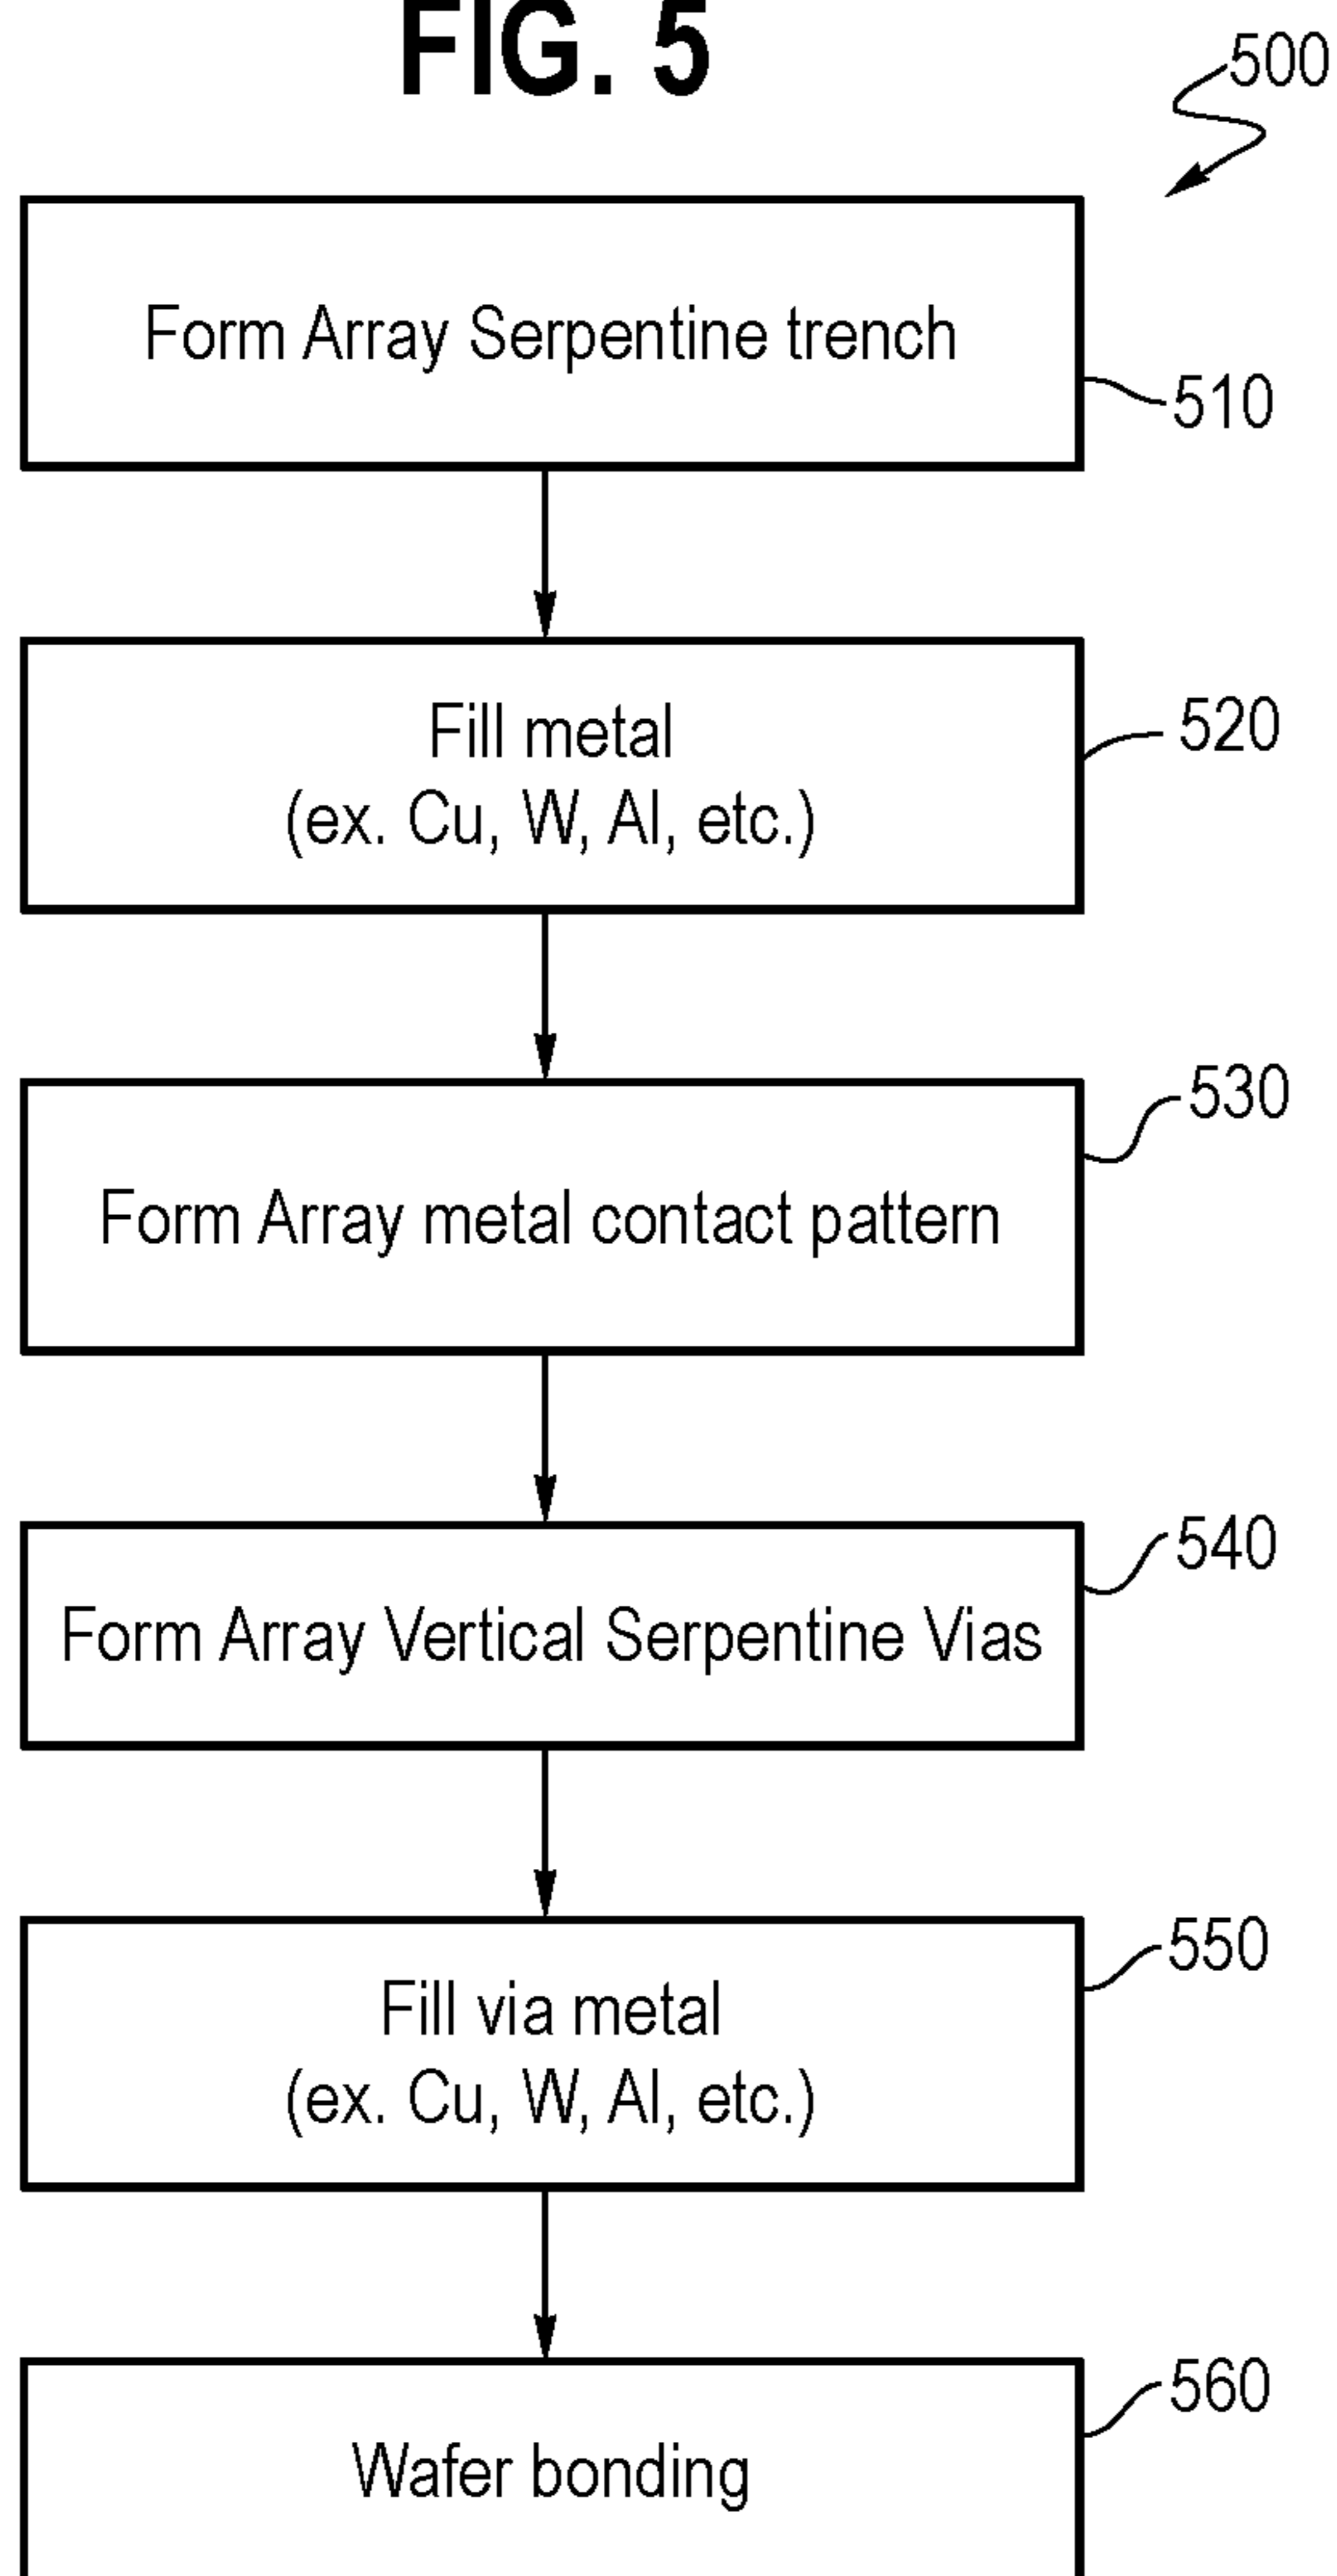 FIG. 5
500
Form Array Serpentine trench
510
Fill metal
(ex. Cu, W, Al, etc.)
520
Form Array metal contact pattern
530
Form Array Vertical Serpentine Vias
540
Fill via metal
(ex. Cu, W, Al, etc.)
550
Wafer bonding
560